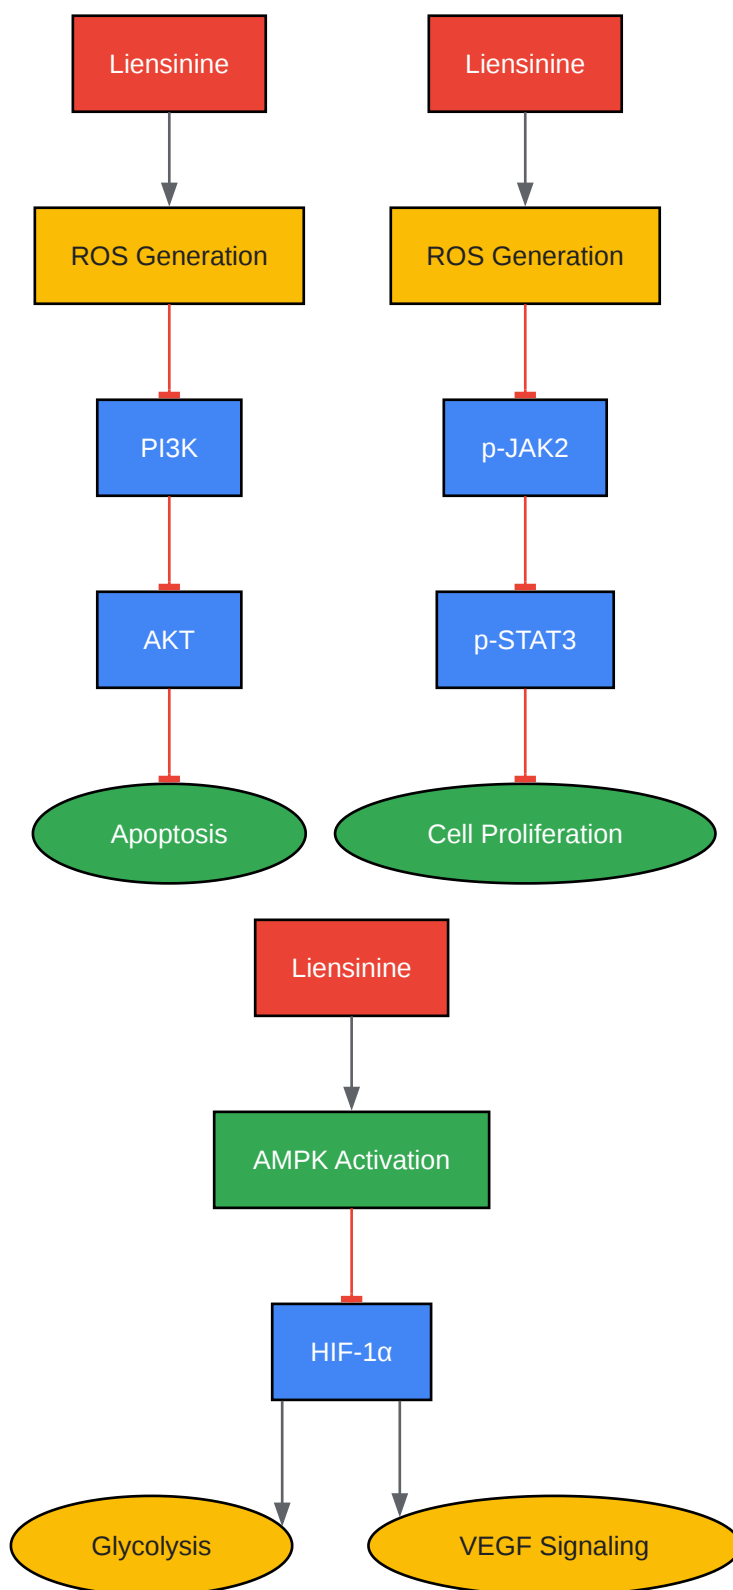 Liensinine
Liensinine
ROS Generation
ROS Generation
PI3K
p-JAK2
AKT
p-STAT3
Apoptosis
Cell Proliferation
Liensinine
AMPK Activation
HIF-1α
Glycolysis
VEGF Signaling